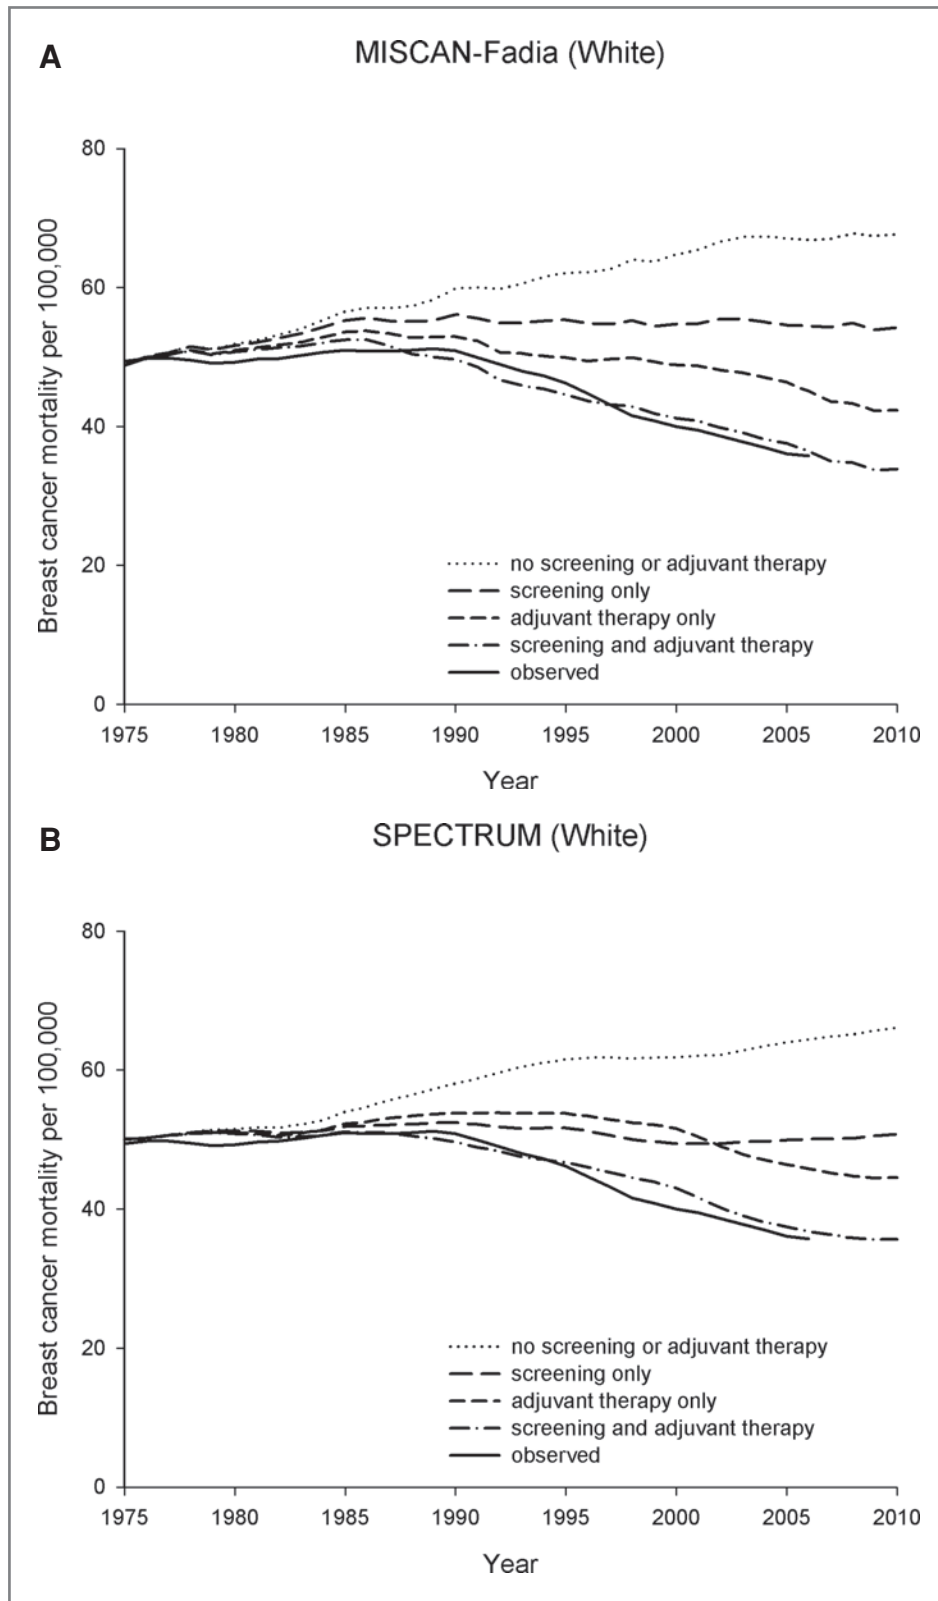 A
MISCAN-Fadia (White)
Breast cancer mortality per 100,000
80
60
40
20
0
no screening or adjuvant therapy
screening only
adjuvant therapy only
screening and adjuvant therapy
observed
1975 1980 1985 1990 1995 2000 2005 2010
Year
B
SPECTRUM (White)
Breast cancer mortality per 100,000
80
60
40
20
0
no screening or adjuvant therapy
screening only
adjuvant therapy only
screening and adjuvant therapy
observed
1975 1980 1985 1990 1995 2000 2005 2010
Year